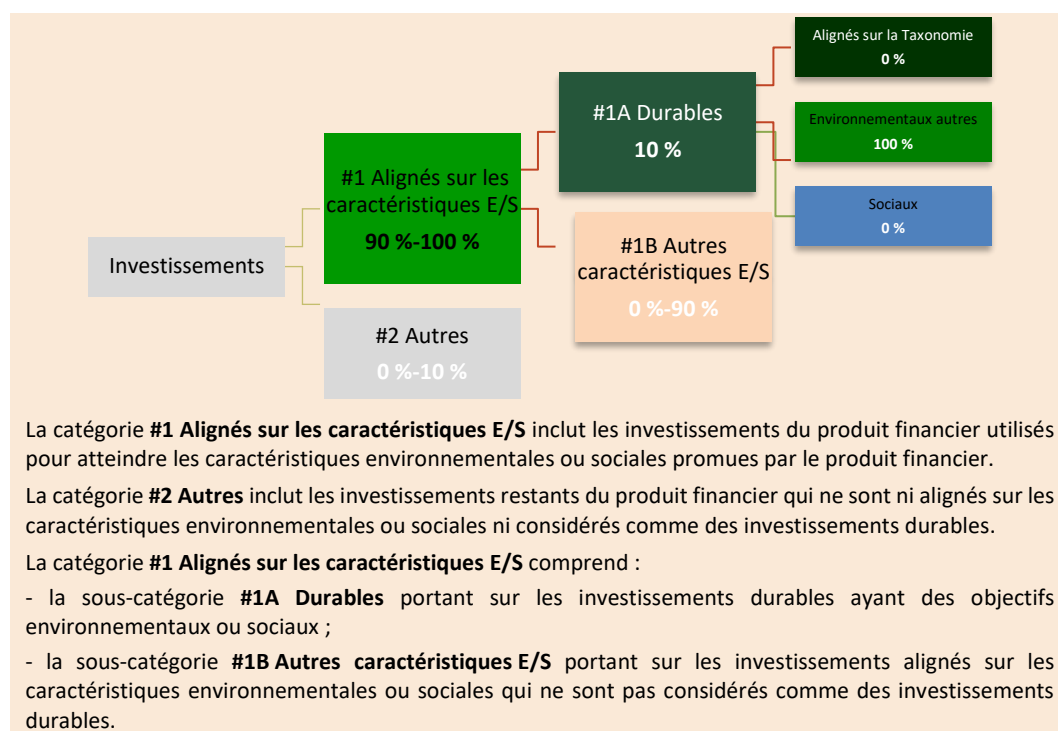 Alignés sur la Taxonomie
0 %
#1A Durables
10 %
Environnementaux autres
100 %
#1 Alignés sur les
caractéristiques E/S
90 %-100 %
Sociaux
0 %
Investissements
#1B Autres
caractéristiques E/S
0 %-90 %
#2 Autres
0 %-10 %
La catégorie #1 Alignés sur les caractéristiques E/S inclut les investissements du produit financier utilisés
pour atteindre les caractéristiques environnementales ou sociales promues par le produit financier.
La catégorie #2 Autres inclut les investissements restants du produit financier qui ne sont ni alignés sur les
caractéristiques environnementales ou sociales ni considérés comme des investissements durables.
La catégorie #1 Alignés sur les caractéristiques E/S comprend :
- la sous-catégorie #1A Durables portant sur les investissements durables ayant des objectifs
environnementaux ou sociaux ;
- la sous-catégorie #1B Autres caractéristiques E/S portant sur les investissements alignés sur les
caractéristiques environnementales ou sociales qui ne sont pas considérés comme des investissements
durables.